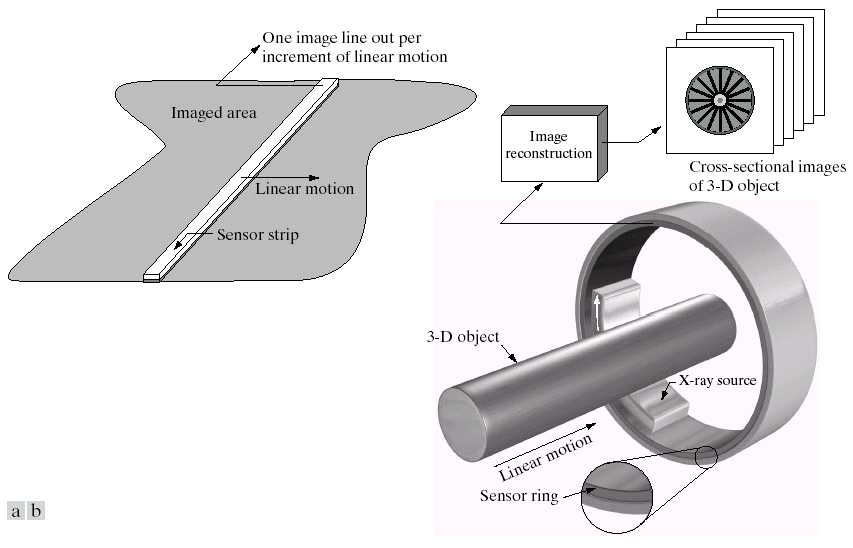 One image line out per
increment of linear motion
Imaged area
Linear motion
Sensor strip
Image
reconstruction
Cross-sectional images
of 3-D object
3-D object
X-ray source
Linear motion
Sensor ring
a b